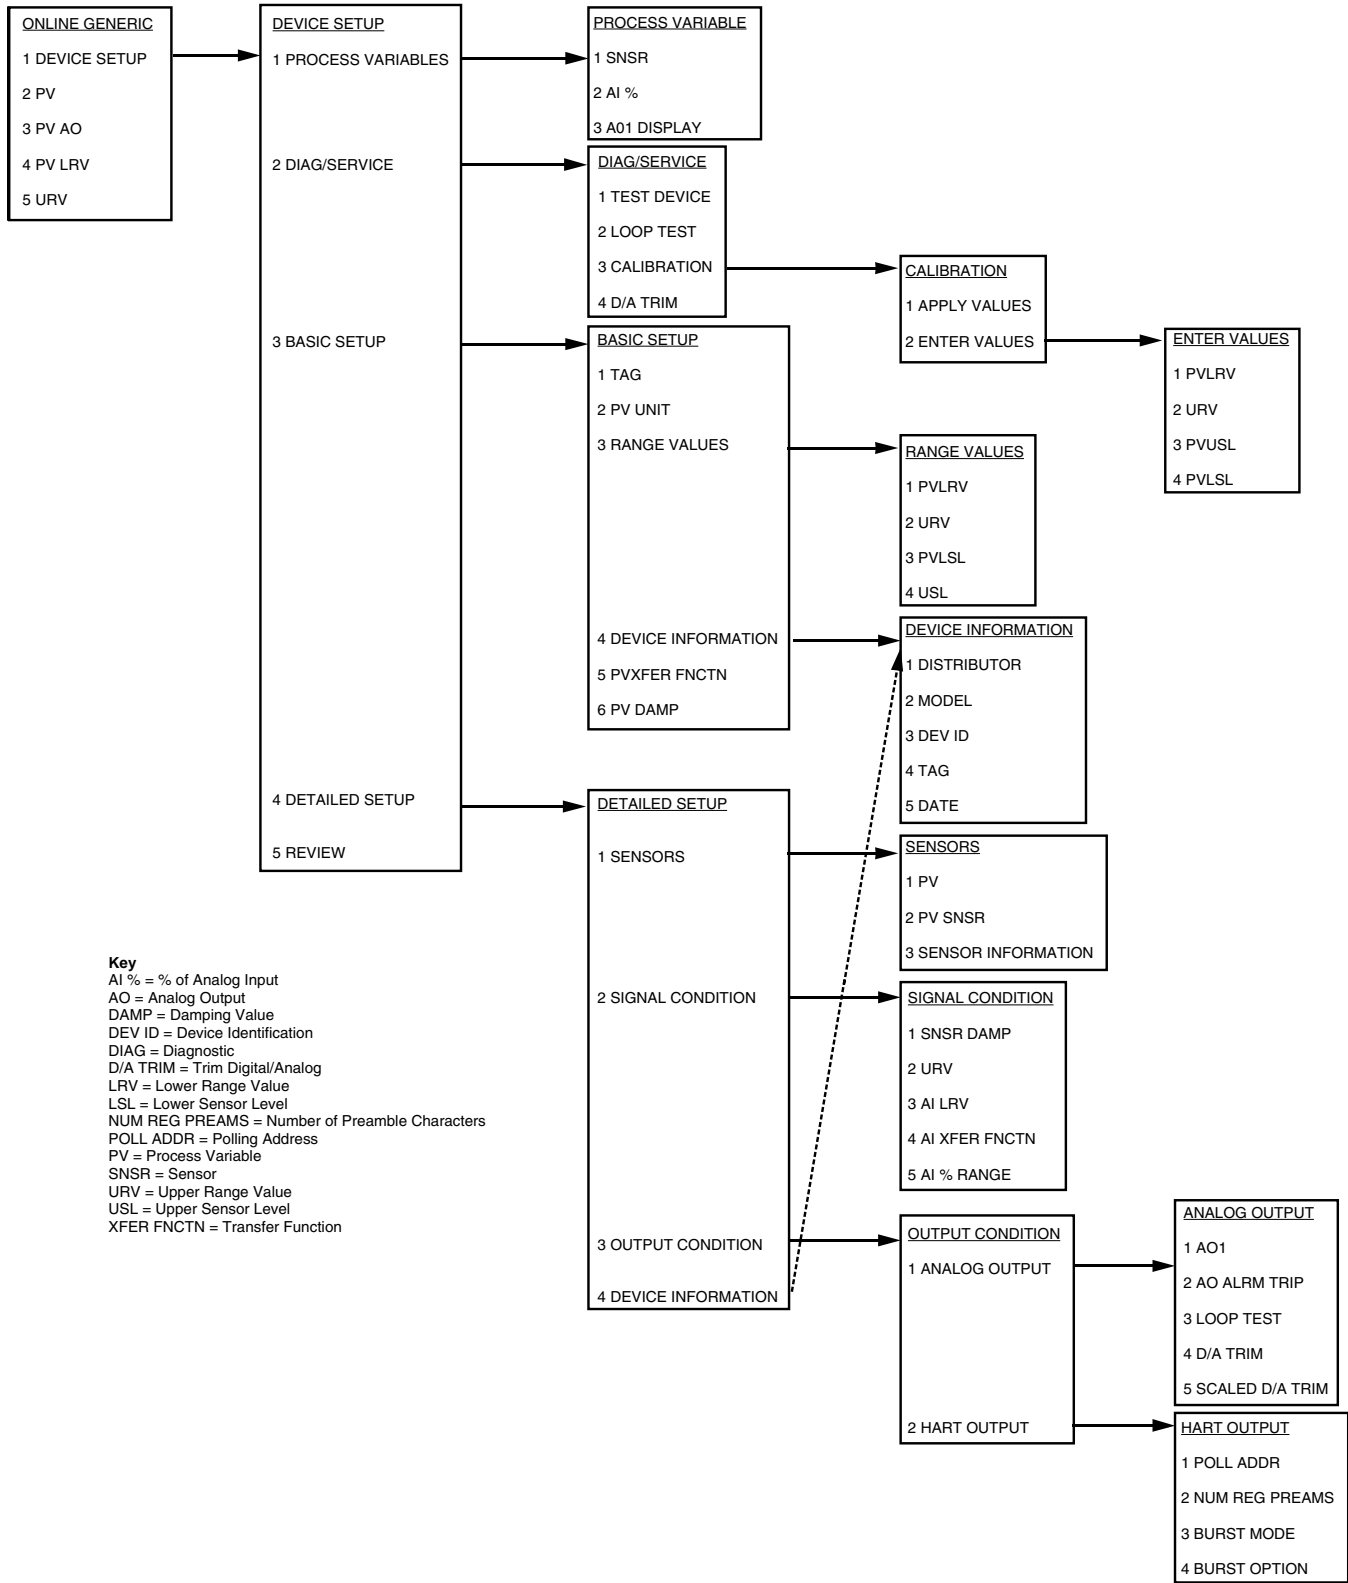 ONLINE GENERIC
1 DEVICE SETUP
2 PV
3 PV AO
4 PV LRV
5 URV
DEVICE SETUP
1 PROCESS VARIABLES
2 DIAG/SERVICE
3 BASIC SETUP
4 DETAILED SETUP
5 REVIEW
PROCESS VARIABLE
1 SNSR
2 AI %
3 A01 DISPLAY
DIAG/SERVICE
1 TEST DEVICE
2 LOOP TEST
3 CALIBRATION
4 D/A TRIM
CALIBRATION
1 APPLY VALUES
2 ENTER VALUES
ENTER VALUES
1 PVLRV
2 URV
3 PVUSL
4 PVLSL
BASIC SETUP
1 TAG
2 PV UNIT
3 RANGE VALUES
4 DEVICE INFORMATION
5 PVXFER FNCTN
6 PV DAMP
RANGE VALUES
1 PVLRV
2 URV
3 PVLSL
4 USL
DEVICE INFORMATION
1 DISTRIBUTOR
2 MODEL
3 DEV ID
4 TAG
5 DATE
DETAILED SETUP
1 SENSORS
2 SIGNAL CONDITION
3 OUTPUT CONDITION
4 DEVICE INFORMATION
SENSORS
1 PV
2 PV SNSR
3 SENSOR INFORMATION
SIGNAL CONDITION
1 SNSR DAMP
2 URV
3 AI LRV
4 AI XFER FNCTN
5 AI % RANGE
OUTPUT CONDITION
1 ANALOG OUTPUT
2 HART OUTPUT
ANALOG OUTPUT
1 AO1
2 AO ALRM TRIP
3 LOOP TEST
4 D/A TRIM
5 SCALED D/A TRIM
HART OUTPUT
1 POLL ADDR
2 NUM REG PREAMS
3 BURST MODE
4 BURST OPTION
Key
AI % = % of Analog Input
AO = Analog Output
DAMP = Damping Value
DEV ID = Device Identification
DIAG = Diagnostic
D/A TRIM = Trim Digital/Analog
LRV = Lower Range Value
LSL = Lower Sensor Level
NUM REG PREAMS = Number of Preamble Characters
POLL ADDR = Polling Address
PV = Process Variable
SNSR = Sensor
URV = Upper Range Value
USL = Upper Sensor Level
XFER FNCTN = Transfer Function